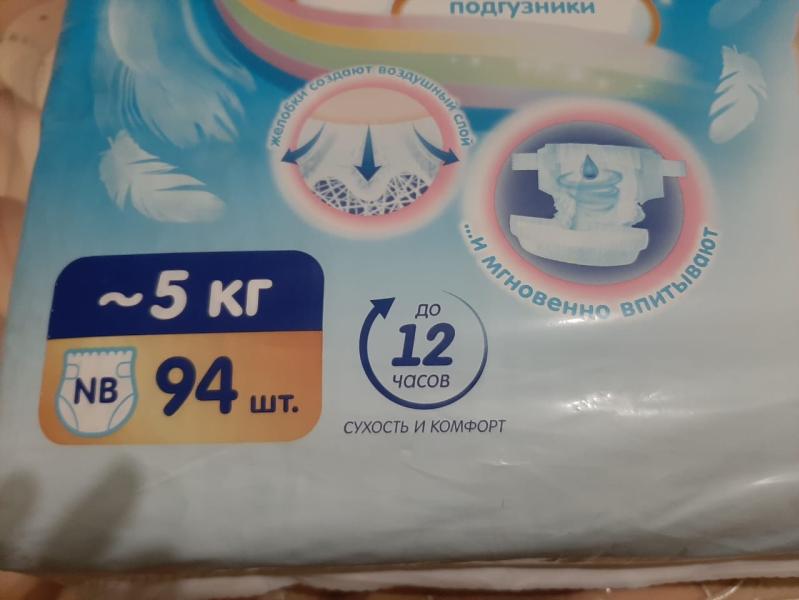 подгузники
желобки создают воздушный слой
...и мгновенно впитывают
~5 кг
NB 94 шт.
до
12
часов
СУХОСТЬ И КОМФОРТ